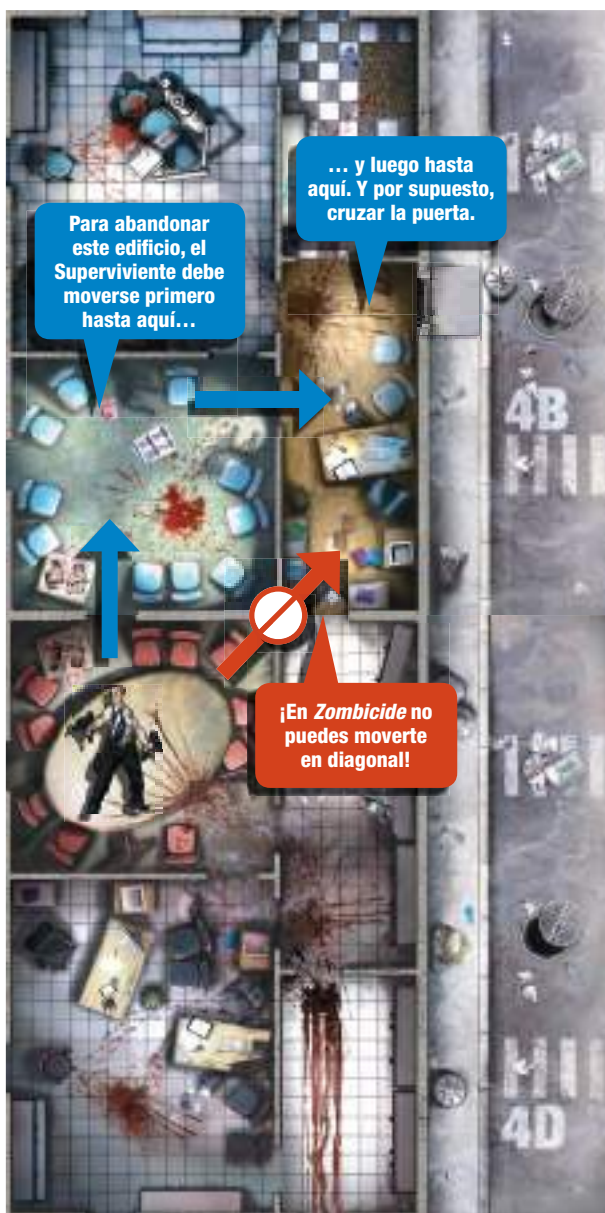 … y luego hasta
aquí. Y por supuesto,
cruzar la puerta.
Para abandonar
este edificio, el
Superviviente debe
moverse primero
hasta aquí…
4B
¡En Zombicide no
puedes moverte
en diagonal!
4D